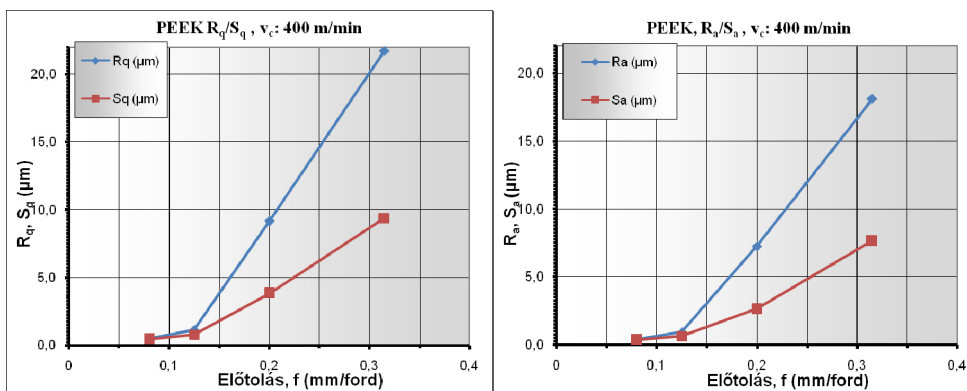 PEEK Rq/Sq , vc: 400 m/min
Rq (µm)
Sq (µm)
20,0
15,0
10,0
5,0
0,0
Rq, Sq (µm)
0
0,1
0,2
0,3
0,4
Előtolás, f (mm/ford)
PEEK, Ra/Sa , vc: 400 m/min
Ra (µm)
Sa (µm)
20,0
15,0
10,0
5,0
0,0
Ra, Sa (µm)
0
0,1
0,2
0,3
0,4
Előtolás, f (mm/ford)